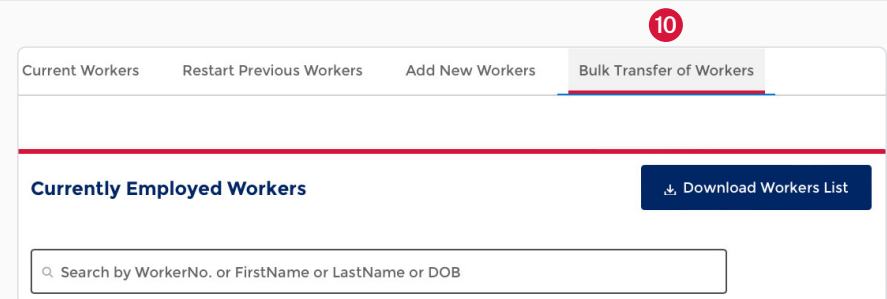 10
Current Workers Restart Previous Workers Add New Workers Bulk Transfer of Workers
Currently Employed Workers Download Workers List
Search by WorkerNo. or FirstName or LastName or DOB